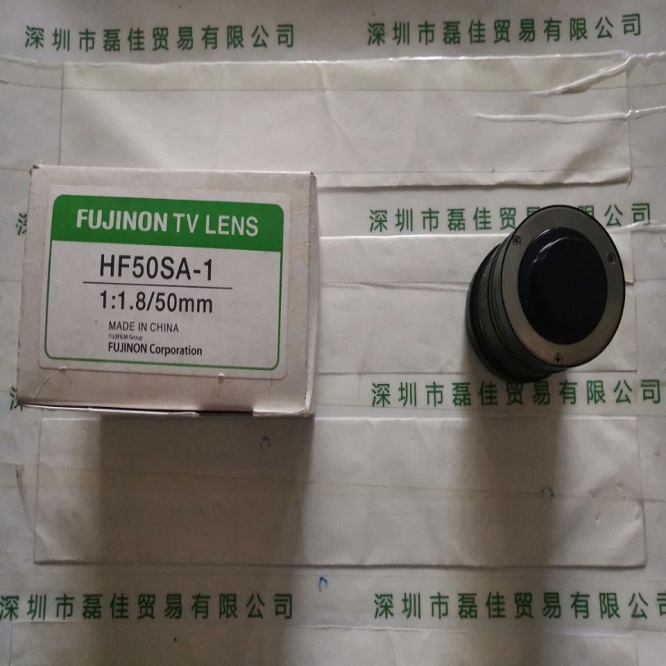 深圳市磊佳贸易有限公司
深圳市磊佳贸易有限公司
深圳市磊佳贸易有限公司
FUJINON TV LENS
HF50SA-1
1:1.8/50mm
MADE IN CHINA
FUJIFILM Group
FUJINON Corporation
深圳市磊佳贸易有限公司
深圳市磊佳贸易有限公司
深圳市磊佳贸易有限公司